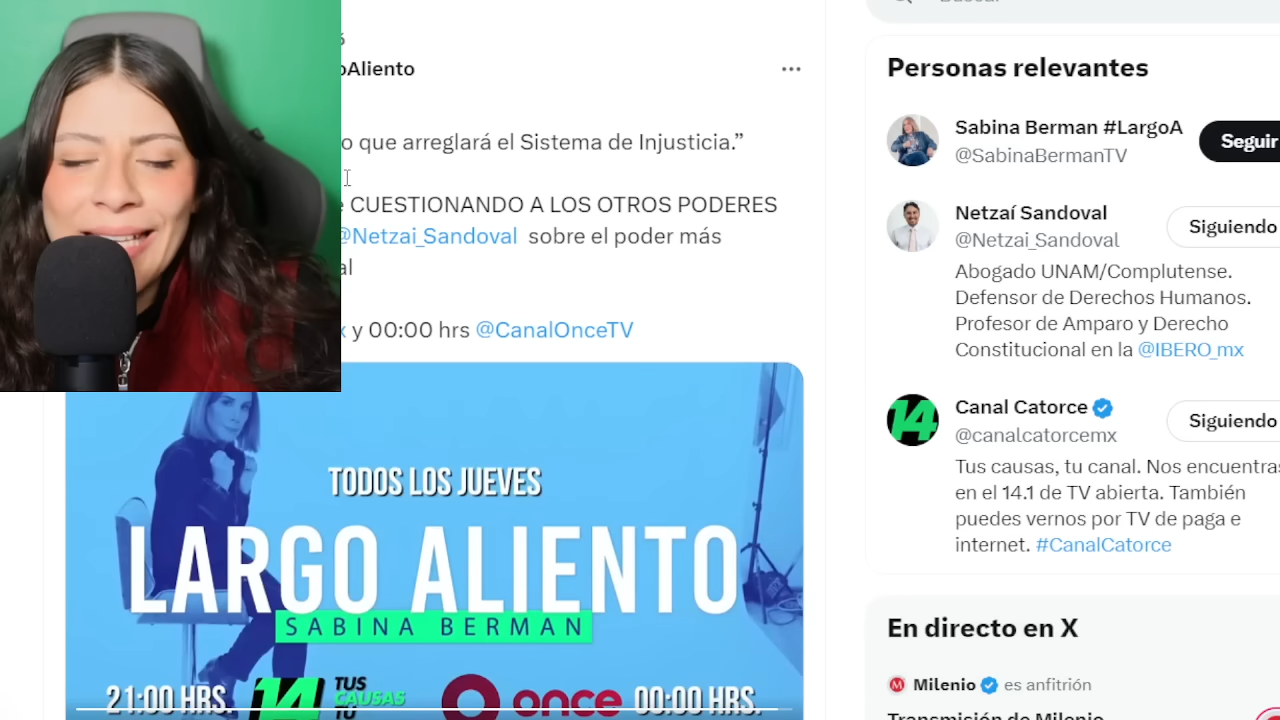 oAliento
o que arreglará el Sistema de Injusticia.”
CUESTIONANDO A LOS OTROS PODERES
@Netzai_Sandoval sobre el poder más
al
y 00:00 hrs @CanalOnceTV
TODOS LOS JUEVES
LARGO ALIENTO
SABINA BERMAN
21:00 HRS.
14
TUS
CAUSAS
TU
once
00:00 HRS.
Personas relevantes
Sabina Berman #LargoA
@SabinaBermanTV
Seguir
Netzaí Sandoval
@Netzai_Sandoval
Siguiendo
Abogado UNAM/Complutense.
Defensor de Derechos Humanos.
Profesor de Amparo y Derecho
Constitucional en la @IBERO_mx
14
Canal Catorce
@canalcatorcemx
Siguiendo
Tus causas, tu canal. Nos encuentras
en el 14.1 de TV abierta. También
puedes vernos por TV de paga e
internet. #CanalCatorce
En directo en X
Milenio es anfitrión
Transmisión de Milenio